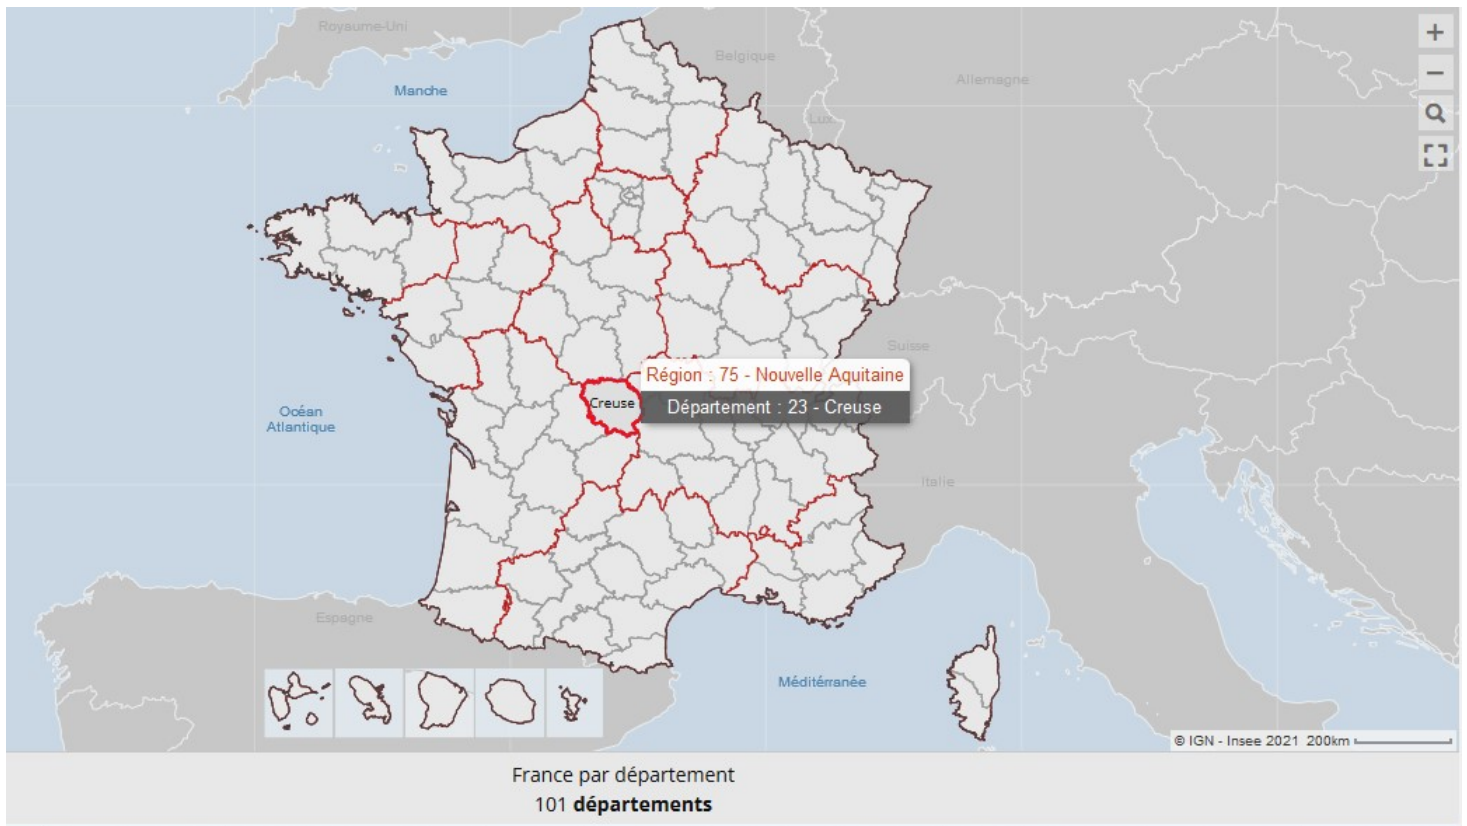 Royaume-Uni
Belgique
Manche
Allemagne
Lux.
Suisse
Région : 75 - Nouvelle Aquitaine
Creuse
Département : 23 - Creuse
Océan
Atlantique
Italie
Espagne
Méditérranée
© IGN - Insee 2021 200km
France par département
101 départements